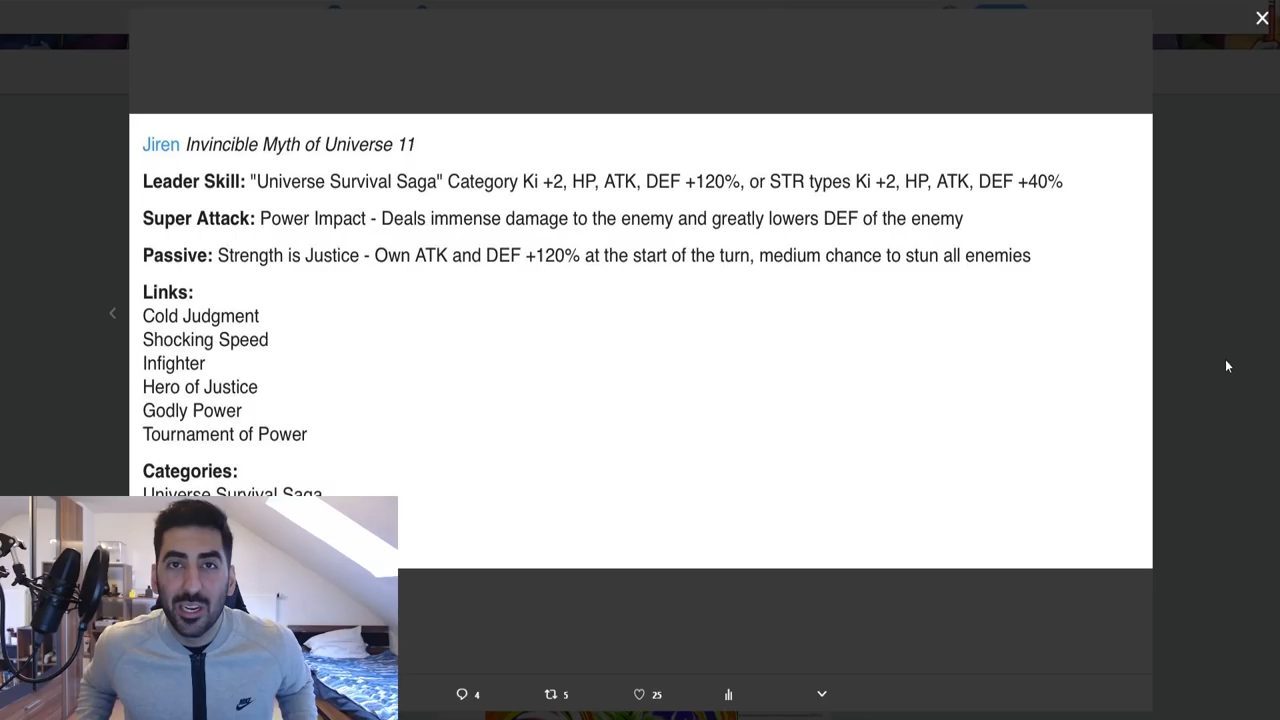 Jiren Invincible Myth of Universe 11
Leader Skill: "Universe Survival Saga" Category Ki +2, HP, ATK, DEF +120%, or STR types Ki +2, HP, ATK, DEF +40%
Super Attack: Power Impact - Deals immense damage to the enemy and greatly lowers DEF of the enemy
Passive: Strength is Justice - Own ATK and DEF +120% at the start of the turn, medium chance to stun all enemies
Links:
Cold Judgment
Shocking Speed
Infighter
Hero of Justice
Godly Power
Tournament of Power
Categories:
Universe Survival Saga
4 5 25